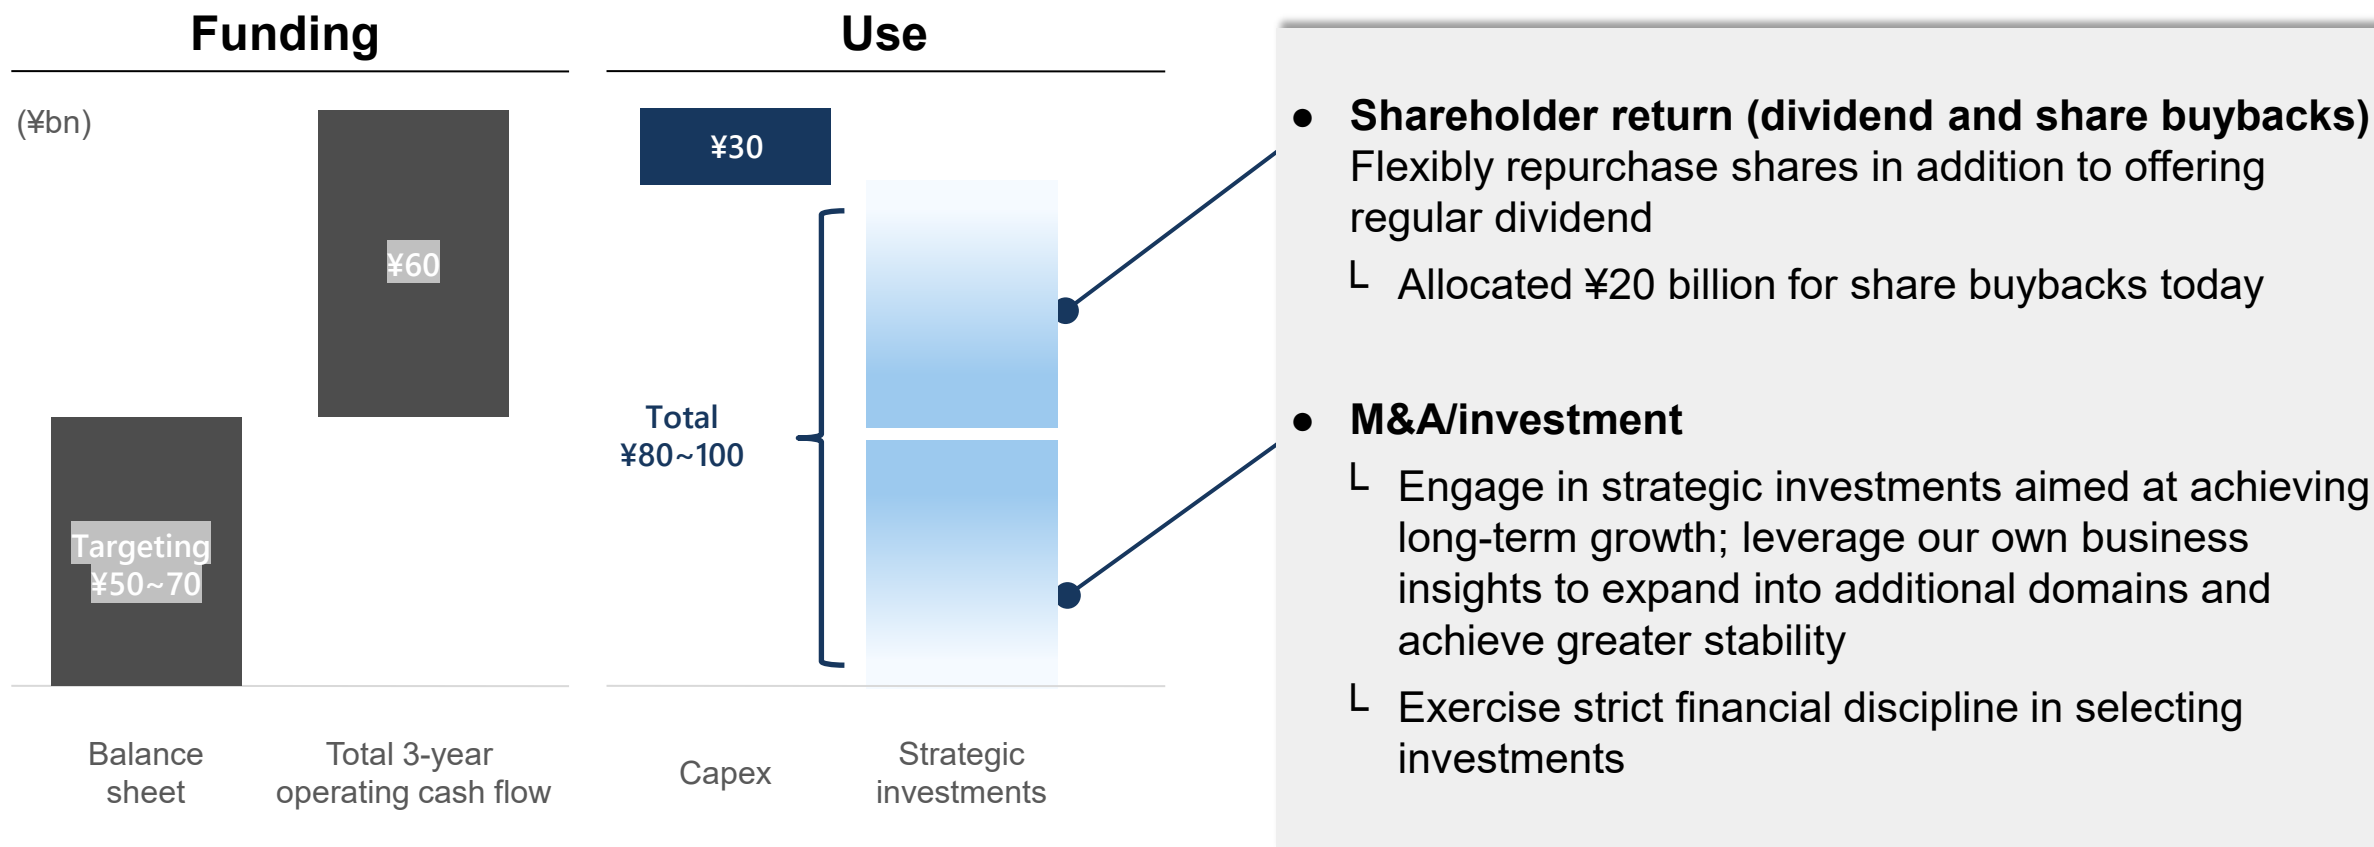 Funding
(¥bn)
¥60
Targeting
¥50~70
Balance
sheet
Total 3-year
operating cash flow
Use
¥30
Total
¥80~100
Capex
Strategic
investments
● Shareholder return (dividend and share buybacks)
Flexibly repurchase shares in addition to offering
regular dividend
└ Allocated ¥20 billion for share buybacks today
● M&A/investment
└ Engage in strategic investments aimed at achieving
long-term growth; leverage our own business
insights to expand into additional domains and
achieve greater stability
└ Exercise strict financial discipline in selecting
investments